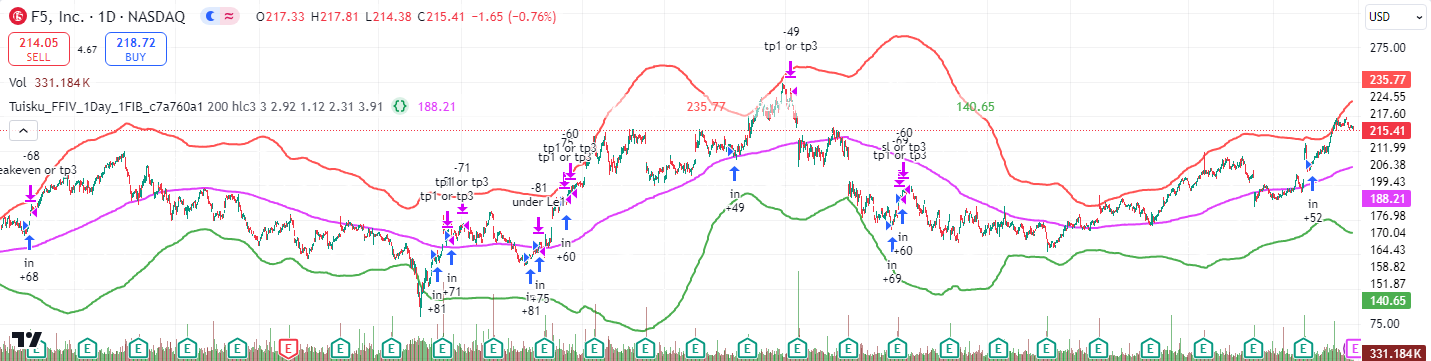 F5, Inc. · 1D · NASDAQ
O217.33 H217.81 L214.38 C215.41 −1.65 (−0.76%)
USD
214.05
SELL
4.67
218.72
BUY
Vol 331.184K
Tuisku_FFIV_1Day_1FIB_c7a760a1 200 hlc3 3 2.92 1.12 2.31 3.91 {} 188.21
235.77
140.65
-68
eakeven or tp3
in
+68
-71
tp1 or tp3
tp1 or tp3
in
+71
in
+81
-81
under Le1
in
+75
in
+81
-60
tp1 or tp3
tp1 or tp3
in
+60
-49
tp1 or tp3
in
+49
-60
sl or tp3
tp1 or tp3
in
+60
in
+69
in
+52
275.00
235.77
224.55
217.60
215.41
211.99
206.38
199.43
188.21
176.98
170.04
164.43
158.82
151.87
140.65
75.00
331.184K
E E E E E E E E E E E E E E E E E E E E E E E E E E